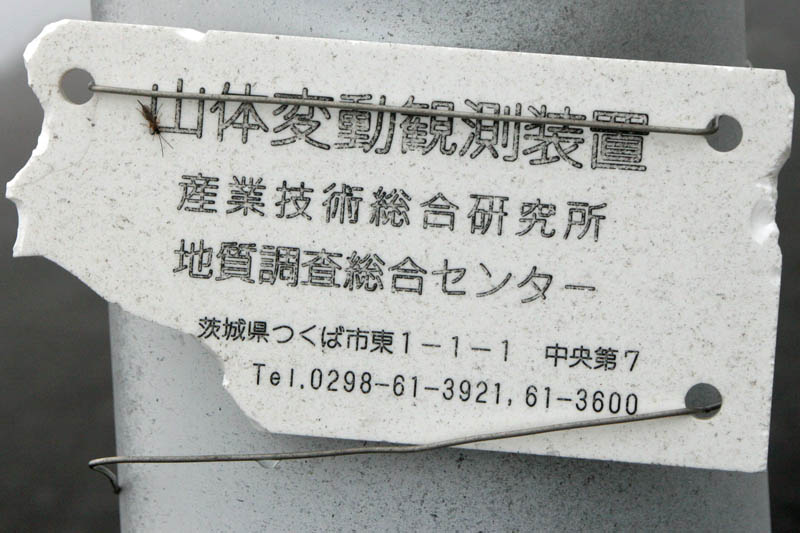 山体変動観測装置
産業技術総合研究所
地質調査総合センター
茨城県つくば市東1-1-1 中央第7
Tel.0298-61-3921,61-3600